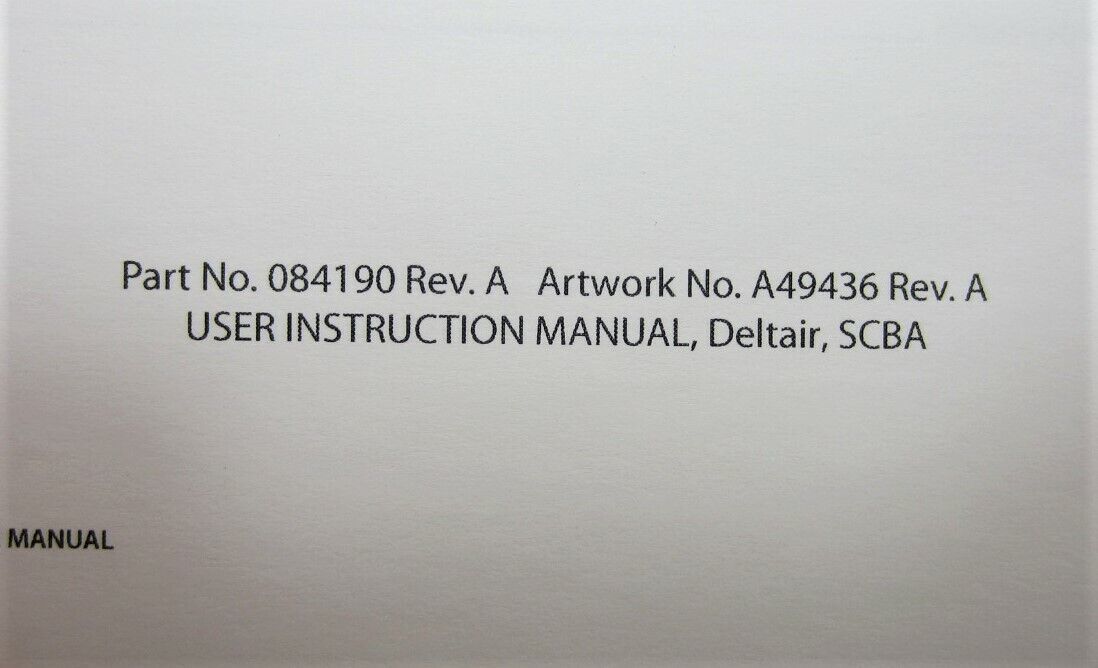 Part No. 084190 Rev. A Artwork No. A49436 Rev. A
USER INSTRUCTION MANUAL, Deltair, SCBA
MANUAL